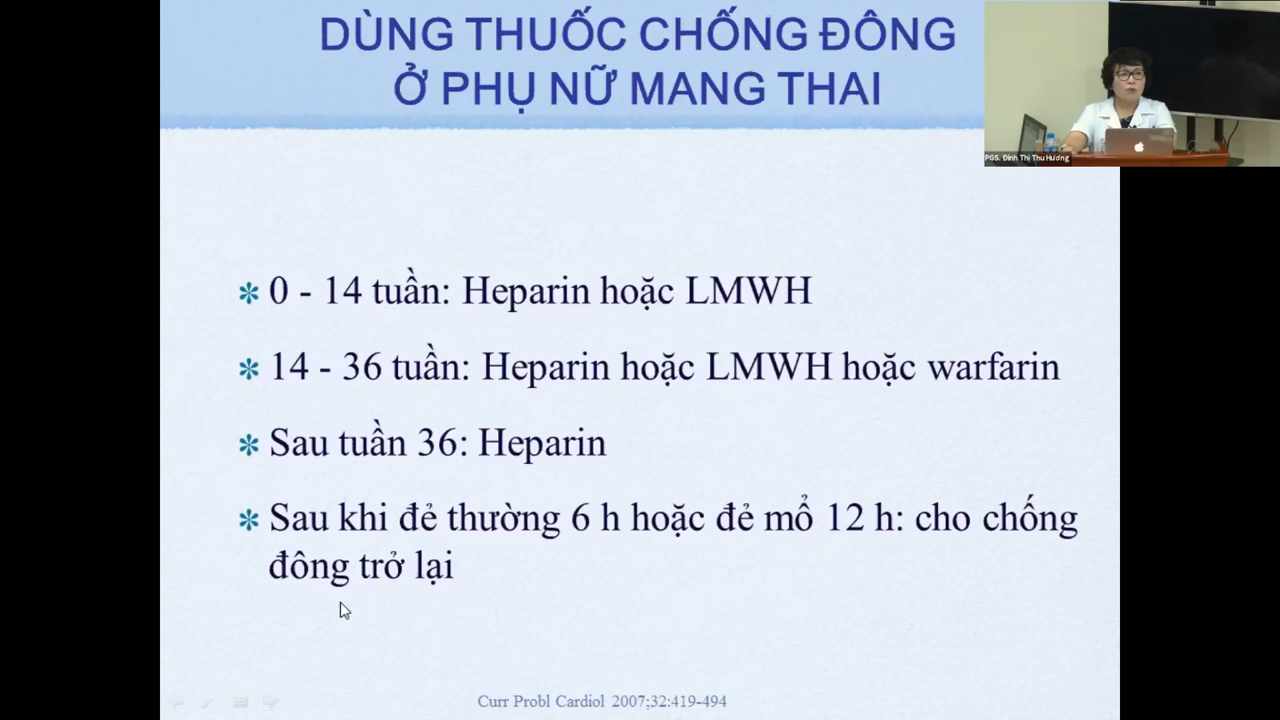 DÙNG THUỐC CHỐNG ĐÔNG
Ở PHỤ NỮ MANG THAI
PGS. Đinh Thị Thu Hương
* 0 - 14 tuần: Heparin hoặc LMWH
* 14 - 36 tuần: Heparin hoặc LMWH hoặc warfarin
* Sau tuần 36: Heparin
* Sau khi đẻ thường 6 h hoặc đẻ mổ 12 h: cho chống
đông trở lại
Curr Probl Cardiol 2007;32:419-494